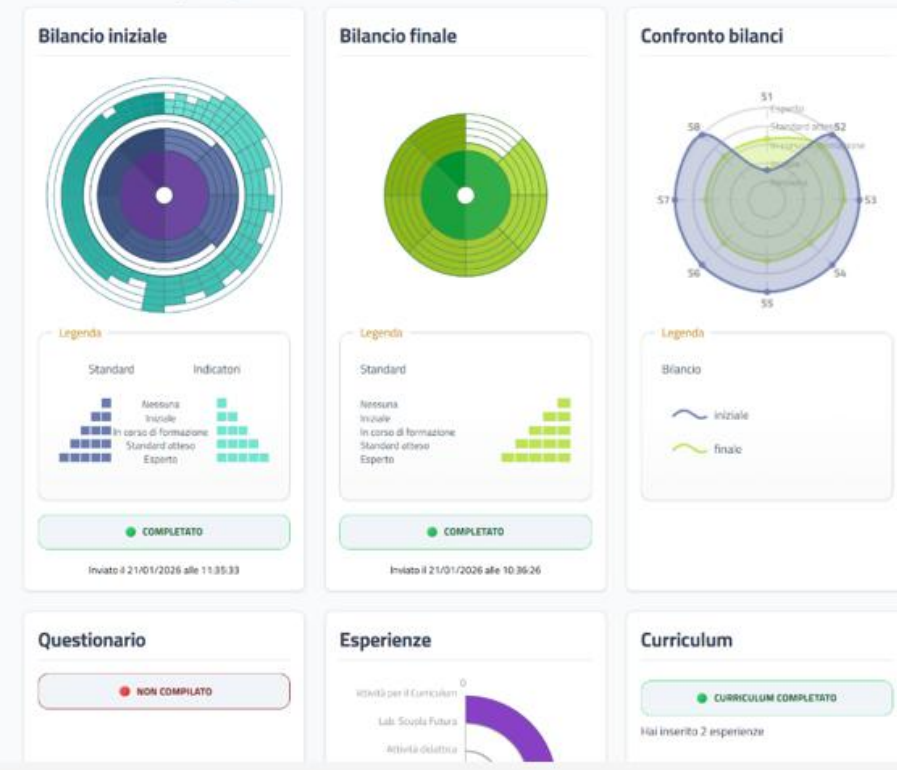 Bilancio iniziale
Legenda
Standard
Indicatori
Nessuna
Iniziale
In corso di formazione
Standard atteso
Esperto
COMPLETATO
Inviato il 21/01/2026 alle 11:35:33
Bilancio finale
Legenda
Standard
Nessuna
Iniziale
In corso di formazione
Standard atteso
Esperto
COMPLETATO
Inviato il 21/01/2026 alle 10:36:26
Confronto bilanci
S1
Esperto
Standard atteso
S2
S3
S4
S5
S6
S7
S8
Legenda
Bilancio
iniziale
finale
Questionario
NON COMPILATO
Esperienze
0
Attività per il Curriculum
Lab. Scuola Futura
Attività didattica
Curriculum
CURRICULUM COMPLETATO
Hai inserito 2 esperienze